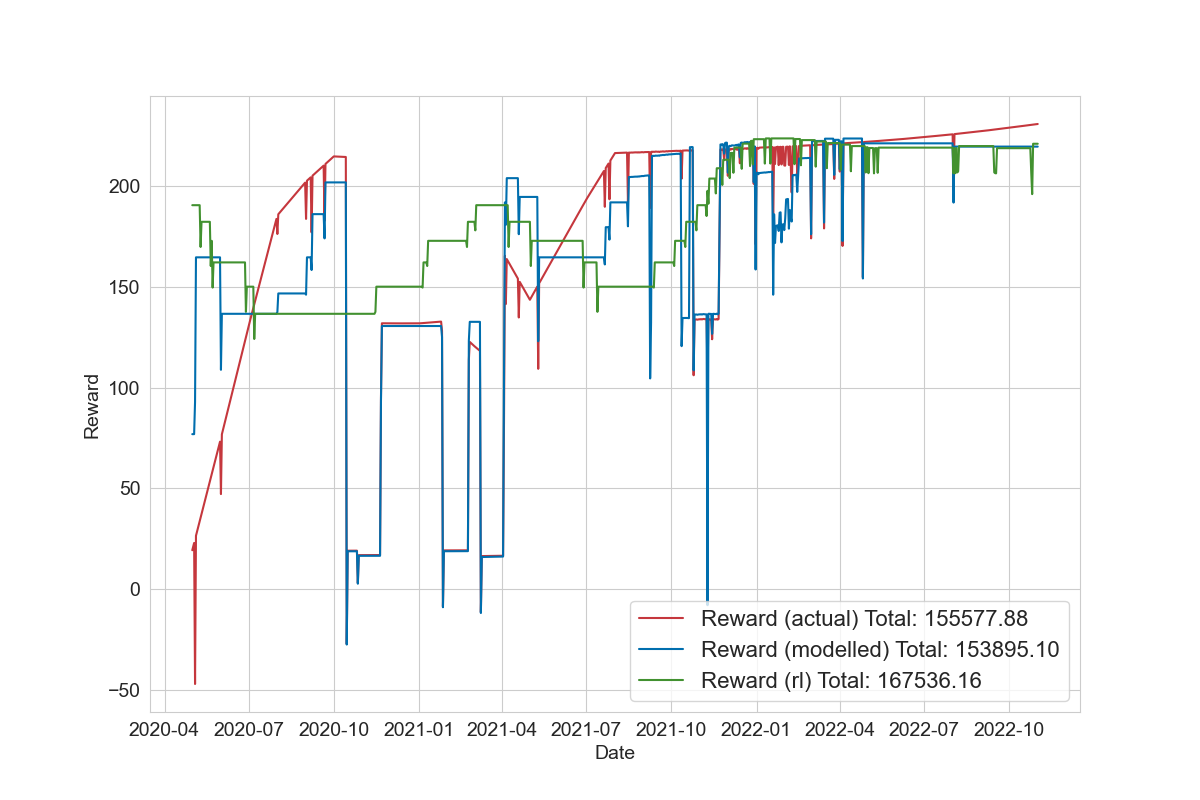 200
150
100
50
0
−50
Reward
2020-04 2020-07 2020-10 2021-01 2021-04 2021-07 2021-10 2022-01 2022-04 2022-07 2022-10
Date
Reward (actual) Total: 155577.88
Reward (modelled) Total: 153895.10
Reward (rl) Total: 167536.16